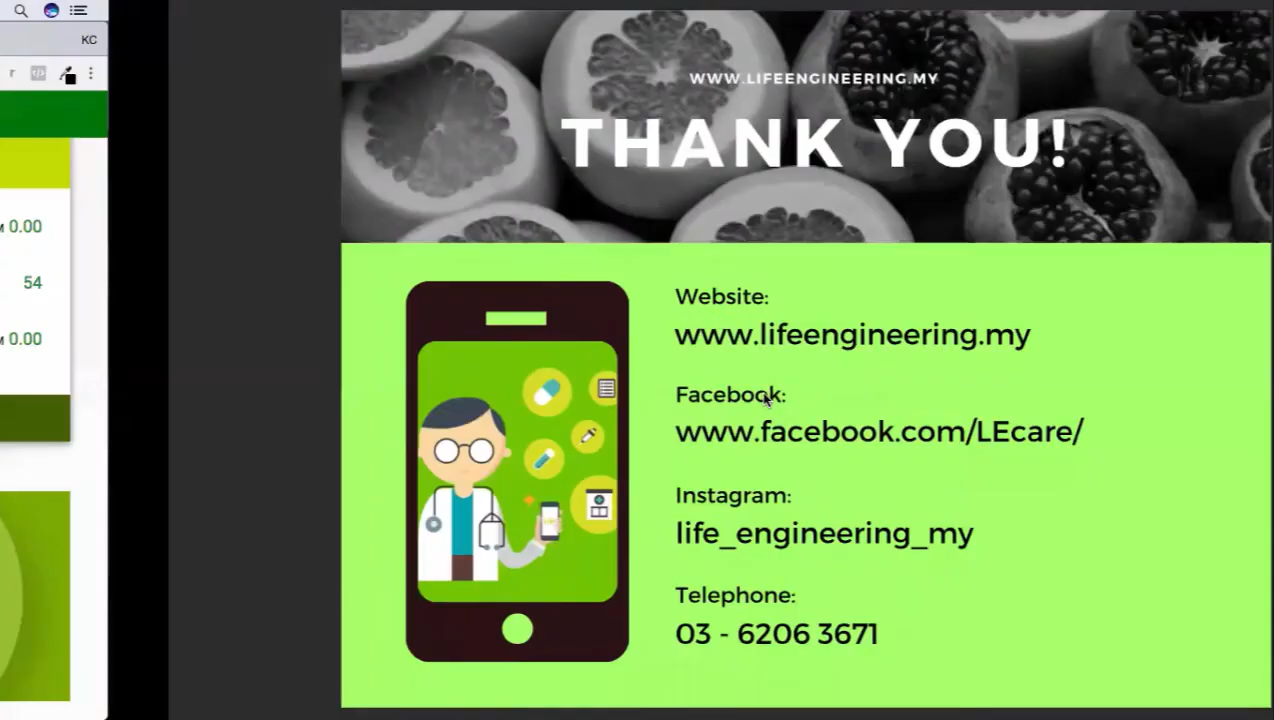 KC
r
M 0.00
54
M 0.00
WWW.LIFEENGINEERING.MY
THANK YOU!
Website:
www.lifeengineering.my
Facebook:
www.facebook.com/LEcare/
Instagram:
life_engineering_my
Telephone:
03 - 6206 3671